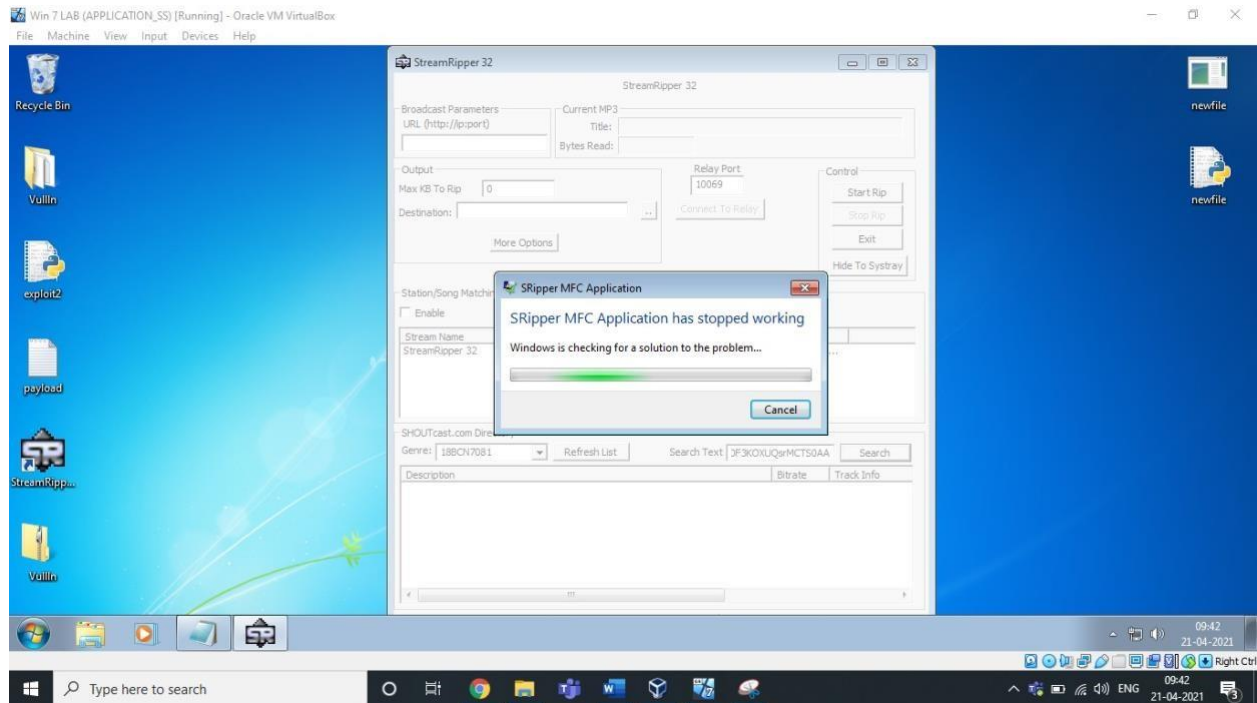 Win 7 LAB (APPLICATION_SS) [Running] - Oracle VM VirtualBox
File Machine View Input Devices Help
Recycle Bin
Vullln
exploit2
payload
StreamRipp...
Vullln
newfile
newfile
StreamRipper 32
StreamRipper 32
Broadcast Parameters
URL (http://ip:port)
Current MP3
Title:
Bytes Read:
Output
Max KB To Rip 0
Destination: ..
More Options
Relay Port
10069
Connect To Relay
Control
Start Rip
Stop Rip
Exit
Hide To Systray
Enable
Stream Name
StreamRipper 32
...
SRipper MFC Application
SRipper MFC Application has stopped working
Windows is checking for a solution to the problem...
Cancel
SHOUTcast.com
Genre: 18BCN7081 Refresh List Search Text Search
Description Bitrate Track Info
09:42
21-04-2021
Right Ctrl
Type here to search
ENG
09:42
21-04-2021
3